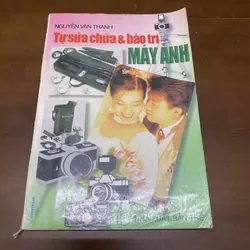 NGUYỄN VĂN THANH
TỰ SỬA CHỮA & BẢO TRÌ
MÁY ẢNH